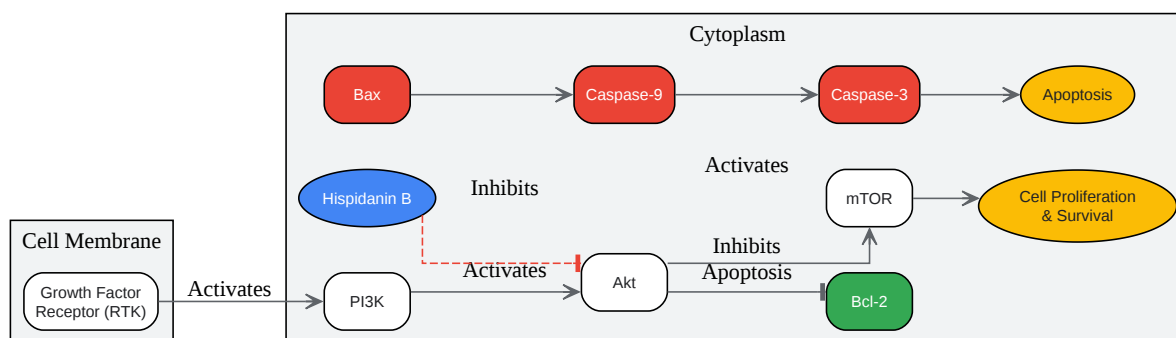 Cytoplasm
Bax
Caspase-9
Caspase-3
Apoptosis
Activates
Inhibits
Hispidanin B
mTOR
Cell Proliferation
& Survival
Cell Membrane
Inhibits
Apoptosis
Activates
Akt
Activates
Growth Factor
Receptor (RTK)
PI3K
Bcl-2